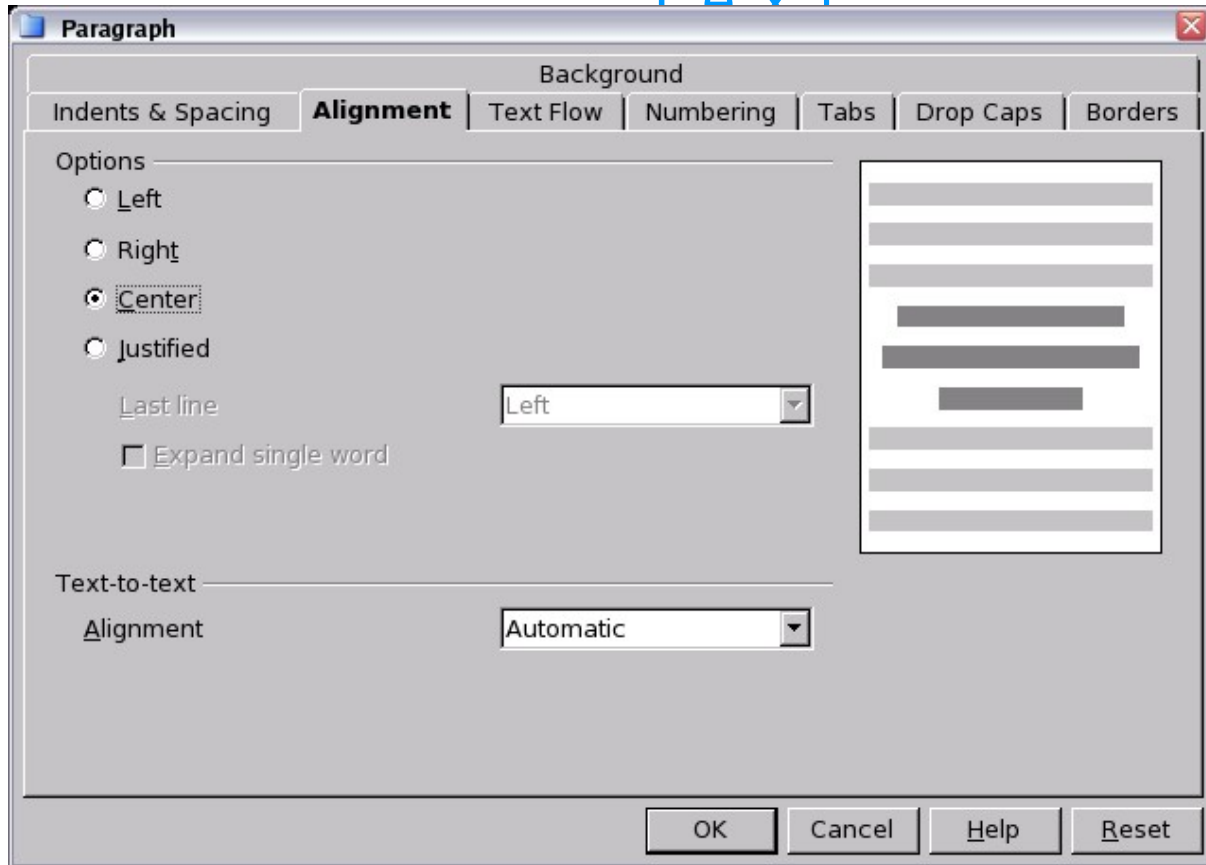 Paragraph
Background
Indents & Spacing Alignment Text Flow Numbering Tabs Drop Caps Borders
Options
Left
Right
Center
Justified
Last line Left
Expand single word
Text-to-text
Alignment Automatic
OK Cancel Help Reset